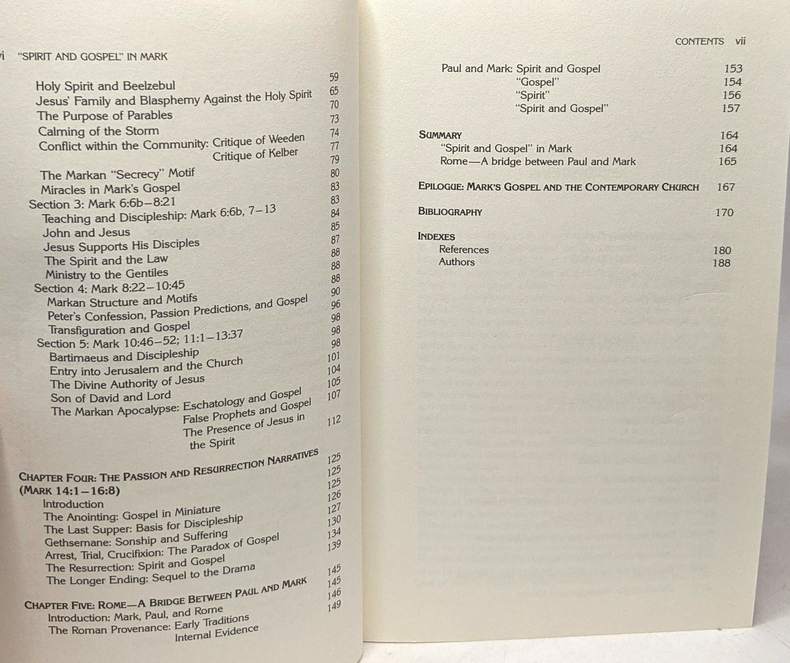 vi "SPIRIT AND GOSPEL" IN MARK
Holy Spirit and Beelzebul 59
Jesus' Family and Blasphemy Against the Holy Spirit 65
The Purpose of Parables 70
Calming of the Storm 73
Conflict within the Community: Critique of Weeden 74
Critique of Kelber 77
The Markan "Secrecy" Motif 79
Miracles in Mark's Gospel 80
Section 3: Mark 6:6b–8:21 83
Teaching and Discipleship: Mark 6:6b, 7–13 83
John and Jesus 84
Jesus Supports His Disciples 85
The Spirit and the Law 87
Ministry to the Gentiles 88
Section 4: Mark 8:22–10:45 88
Markan Structure and Motifs 88
Peter's Confession, Passion Predictions, and Gospel 90
Transfiguration and Gospel 96
Section 5: Mark 10:46–52; 11:1–13:37 98
Bartimaeus and Discipleship 98
Entry into Jerusalem and the Church 98
The Divine Authority of Jesus 101
Son of David and Lord 104
The Markan Apocalypse: Eschatology and Gospel 105
False Prophets and Gospel 107
The Presence of Jesus in
the Spirit 112
CHAPTER FOUR: THE PASSION AND RESURRECTION NARRATIVES
(MARK 14:1–16:8) 125
Introduction 125
The Anointing: Gospel in Miniature 125
The Last Supper: Basis for Discipleship 126
Gethsemane: Sonship and Suffering 127
Arrest, Trial, Crucifixion: The Paradox of Gospel 130
The Resurrection: Spirit and Gospel 134
The Longer Ending: Sequel to the Drama 139
CHAPTER FIVE: ROME—A BRIDGE BETWEEN PAUL AND MARK 145
Introduction: Mark, Paul, and Rome 145
The Roman Provenance: Early Traditions 146
Internal Evidence 149
CONTENTS vii
Paul and Mark: Spirit and Gospel 153
"Gospel" 154
"Spirit" 156
"Spirit and Gospel" 157
SUMMARY 164
"Spirit and Gospel" in Mark 164
Rome—A bridge between Paul and Mark 165
EPILOGUE: MARK'S GOSPEL AND THE CONTEMPORARY CHURCH 167
BIBLIOGRAPHY 170
INDEXES
References 180
Authors 188